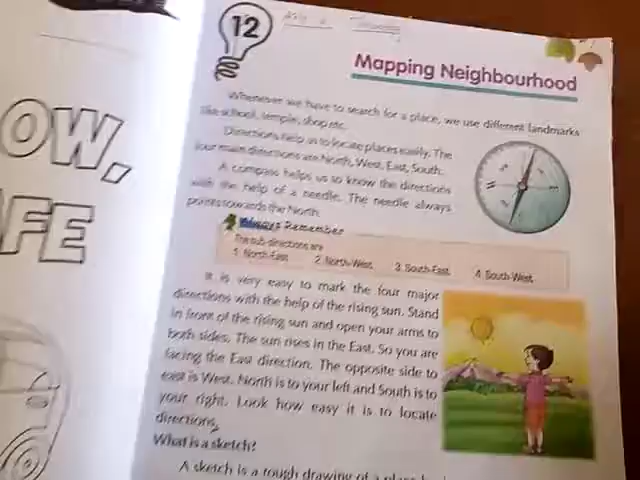 OW,
AFE
12
Mapping Neighbourhood
Whenever we have to search for a place, we use different landmarks
like school, temple, shop etc.
Directions help us to locate places easily. The
four main directions are North, West, East, South.
A compass helps us to know the directions
with the help of a needle. The needle always
points towards the North.
Always Remember
The sub-directions are
1. North-East 2. North-West 3. South-East 4. South-West
It is very easy to mark the four major
directions with the help of the rising sun. Stand
in front of the rising sun and open your arms to
both sides. The sun rises in the East. So you are
facing the East direction. The opposite side to
east is West. North is to your left and South is to
your right. Look how easy it is to locate
directions.
What is a sketch?
A sketch is a rough drawing of a